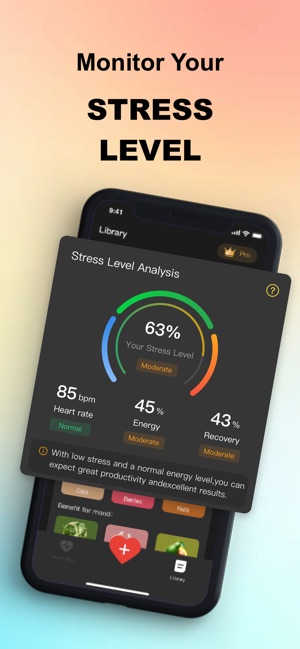 Monitor Your
STRESS
LEVEL
9:41
Library
Pro
Stress Level Analysis
?
63%
Your Stress Level
Moderate
85 bpm
Heart rate
Normal
45 %
Energy
Moderate
43 %
Recovery
Moderate
With low stress and a normal energy level,you can
expect great productivity andexcellent results.
Oats
Berries
Nuts
Benefit for mood:
Library